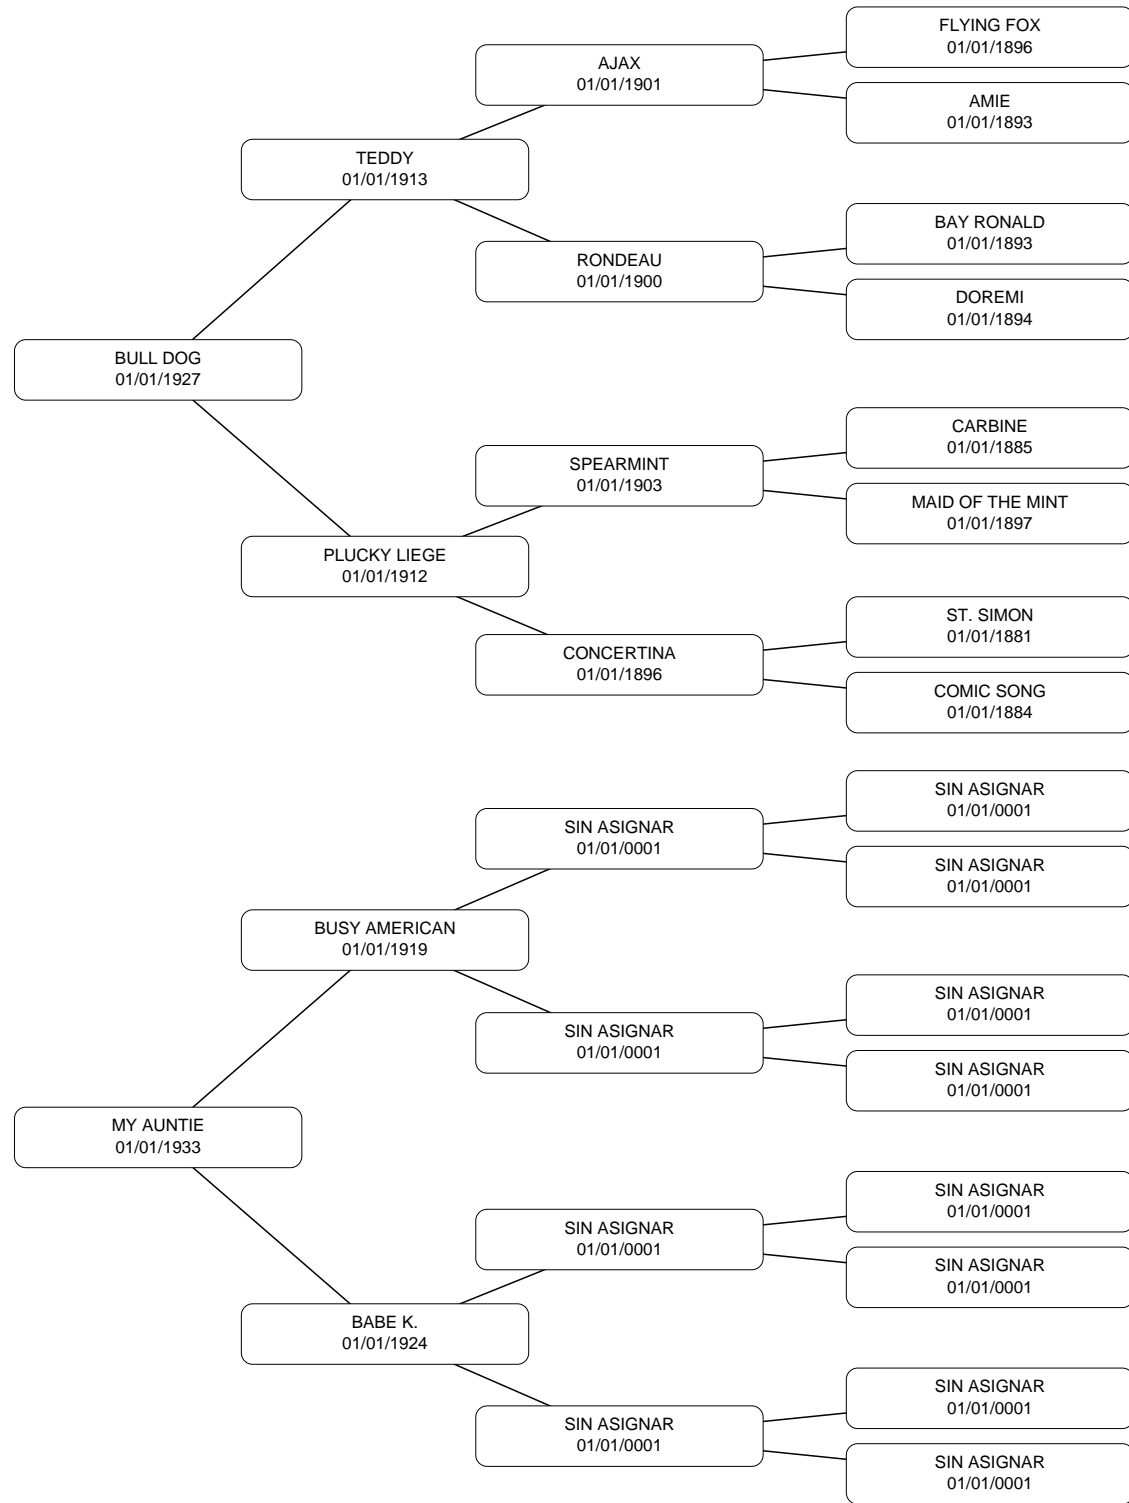 FLYING FOX
01/01/1896
AJAX
01/01/1901
AMIE
01/01/1893
TEDDY
01/01/1913
BAY RONALD
01/01/1893
RONDEAU
01/01/1900
DOREMI
01/01/1894
BULL DOG
01/01/1927
CARBINE
01/01/1885
SPEARMINT
01/01/1903
MAID OF THE MINT
01/01/1897
PLUCKY LIEGE
01/01/1912
ST. SIMON
01/01/1881
CONCERTINA
01/01/1896
COMIC SONG
01/01/1884
SIN ASIGNAR
01/01/0001
SIN ASIGNAR
01/01/0001
SIN ASIGNAR
01/01/0001
BUSY AMERICAN
01/01/1919
SIN ASIGNAR
01/01/0001
SIN ASIGNAR
01/01/0001
SIN ASIGNAR
01/01/0001
MY AUNTIE
01/01/1933
SIN ASIGNAR
01/01/0001
SIN ASIGNAR
01/01/0001
SIN ASIGNAR
01/01/0001
BABE K.
01/01/1924
SIN ASIGNAR
01/01/0001
SIN ASIGNAR
01/01/0001
SIN ASIGNAR
01/01/0001